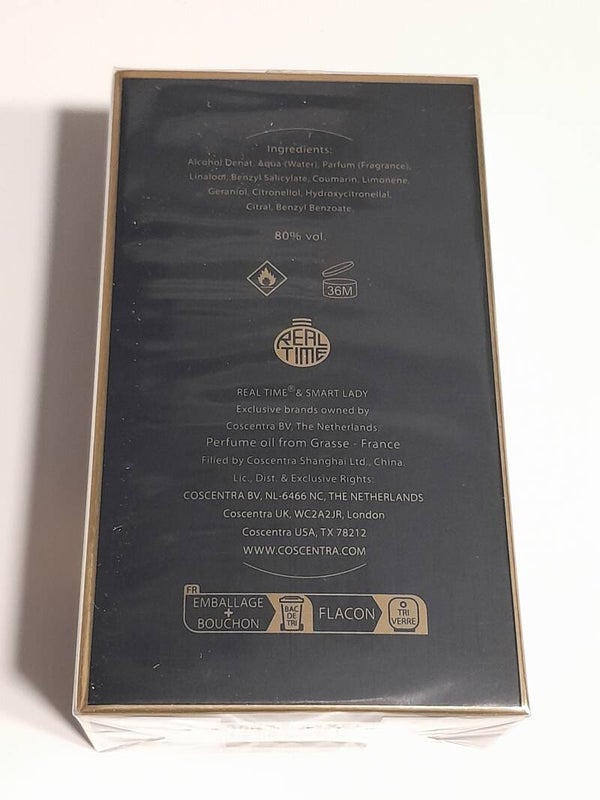 Ingredients:
Alcohol Denat, Aqua (Water), Parfum (Fragrance),
Linalool, Benzyl Salicylate, Coumarin, Limonene,
Geraniol, Citronellol, Hydroxycitronellal,
Citral, Benzyl Benzoate
80% vol.
36M
REAL
TIME
REAL TIME® & SMART LADY
Exclusive brands owned by
Coscentra BV, The Netherlands.
Perfume oil from Grasse - France
Filled by Coscentra Shanghai Ltd., China.
Lic., Dist. & Exclusive Rights:
COSCENTRA BV, NL-6466 NC, THE NETHERLANDS
Coscentra UK, WC2A2JR, London
Coscentra USA, TX 78212
WWW.COSCENTRA.COM
FR
EMBALLAGE
+
BOUCHON
BAC
DE
TRI
FLACON
TRI
VERRE